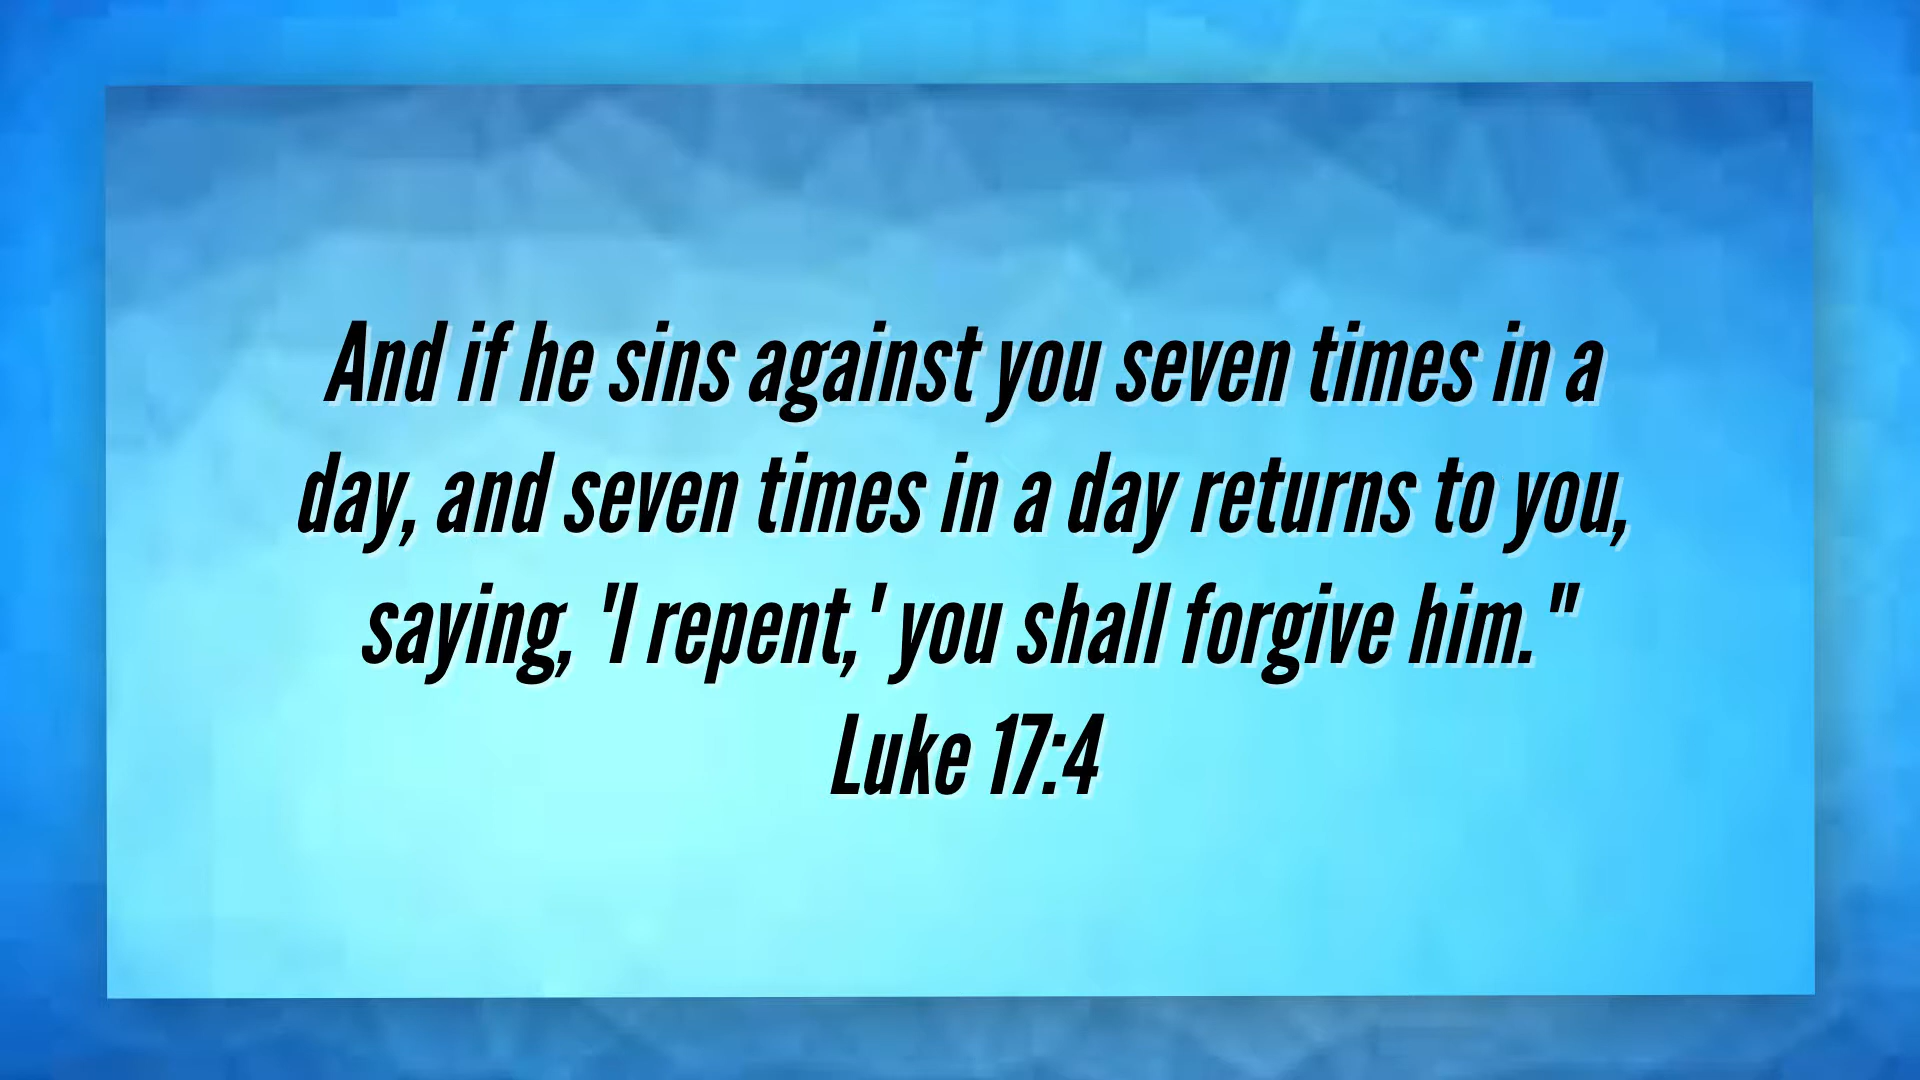 And if he sins against you seven times in a
day, and seven times in a day returns to you,
saying, 'I repent,' you shall forgive him."
Luke 17:4